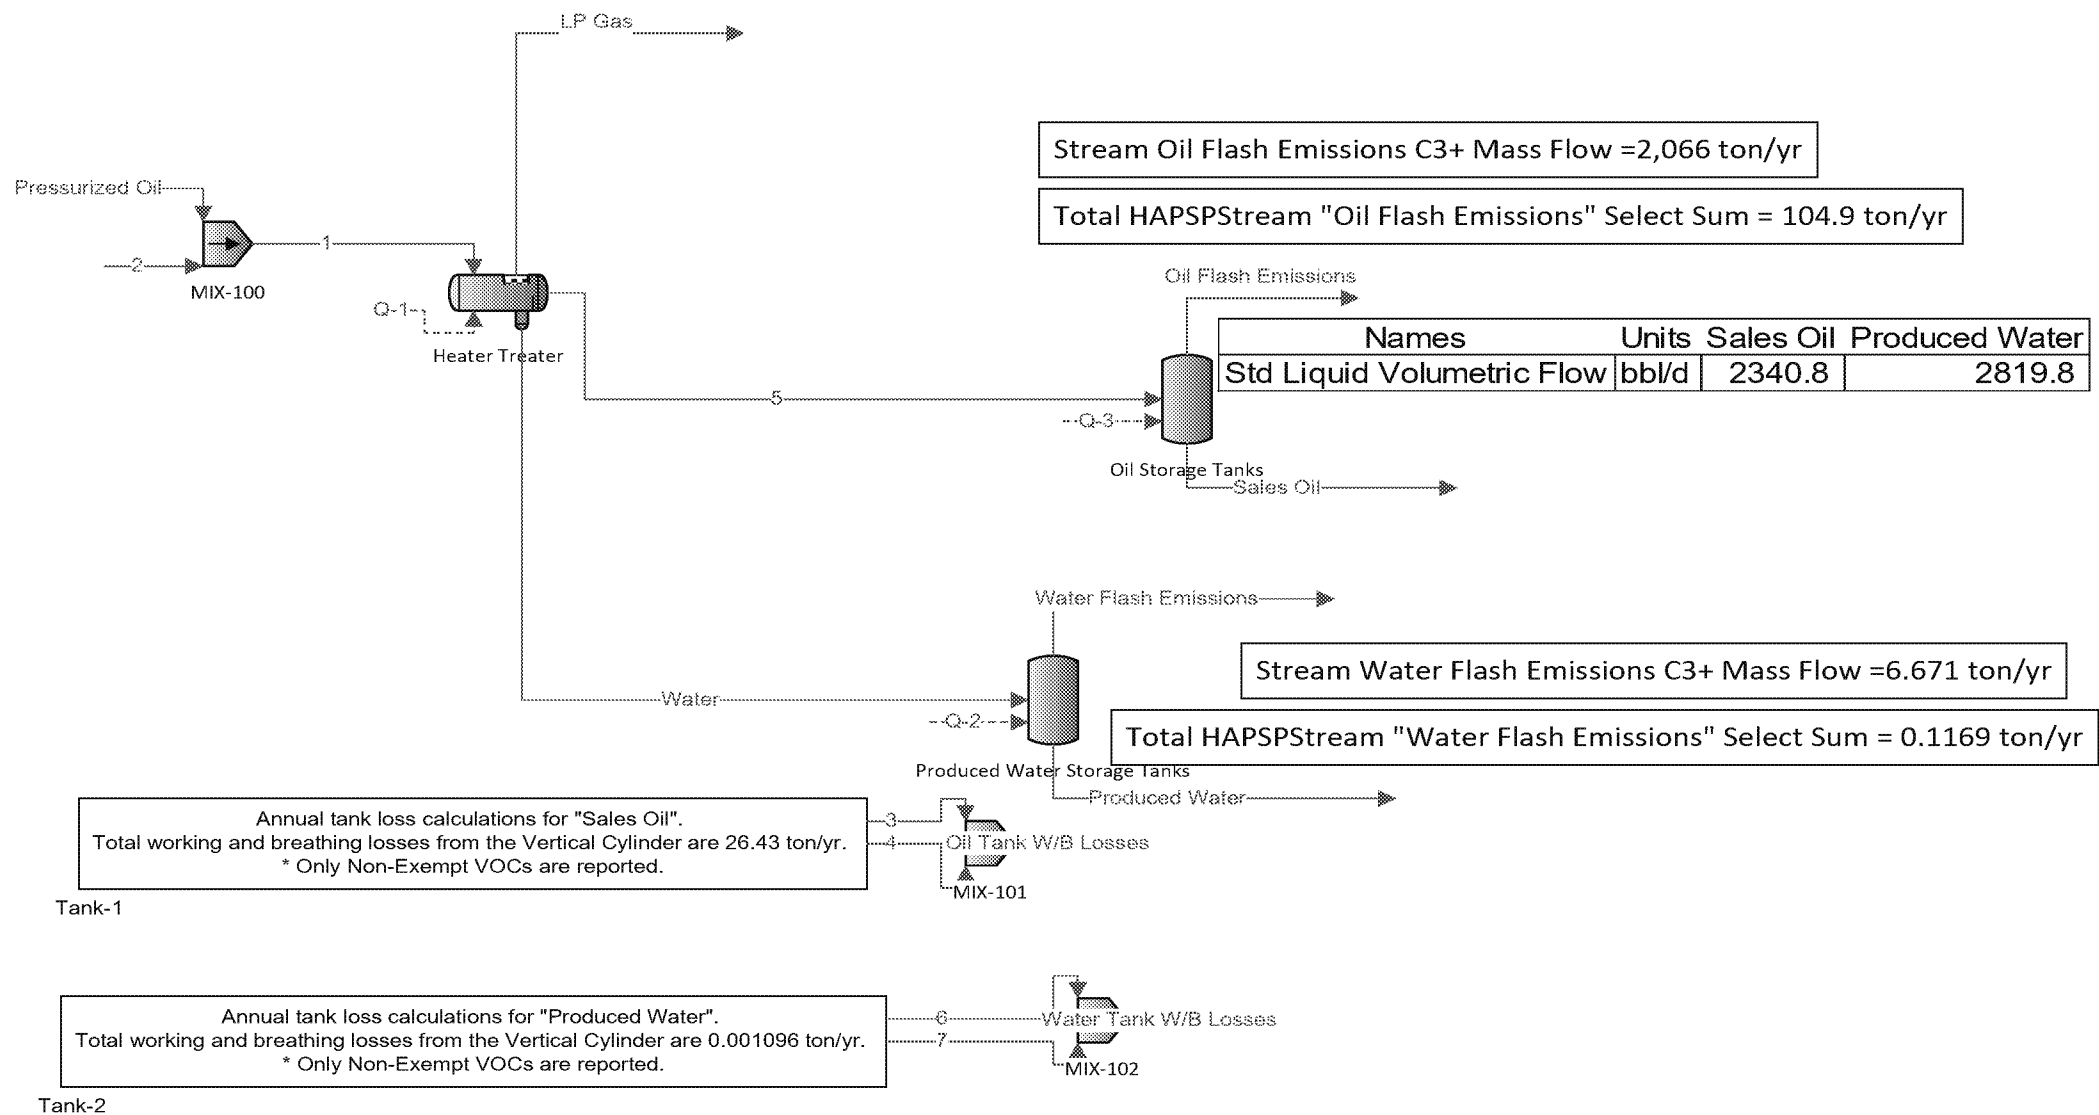 LP Gas
Stream Oil Flash Emissions C3+ Mass Flow =2,066 ton/yr
Pressurized Oil
Total HAPSPStream "Oil Flash Emissions" Select Sum = 104.9 ton/yr
1
2
MIX-100
Oil Flash Emissions
Q-1
Heater Treater
Names Units Sales Oil Produced Water
Std Liquid Volumetric Flow bbl/d 2340.8 2819.8
5
Q-3
Oil Storage Tanks
Sales Oil
Water Flash Emissions
Stream Water Flash Emissions C3+ Mass Flow =6.671 ton/yr
Water
Q-2
Total HAPSPStream "Water Flash Emissions" Select Sum = 0.1169 ton/yr
Produced Water Storage Tanks
Produced Water
Annual tank loss calculations for "Sales Oil".
Total working and breathing losses from the Vertical Cylinder are 26.43 ton/yr.
* Only Non-Exempt VOCs are reported.
3
4
Oil Tank W/B Losses
MIX-101
Tank-1
Annual tank loss calculations for "Produced Water".
Total working and breathing losses from the Vertical Cylinder are 0.001096 ton/yr.
* Only Non-Exempt VOCs are reported.
6
7
Water Tank W/B Losses
MIX-102
Tank-2